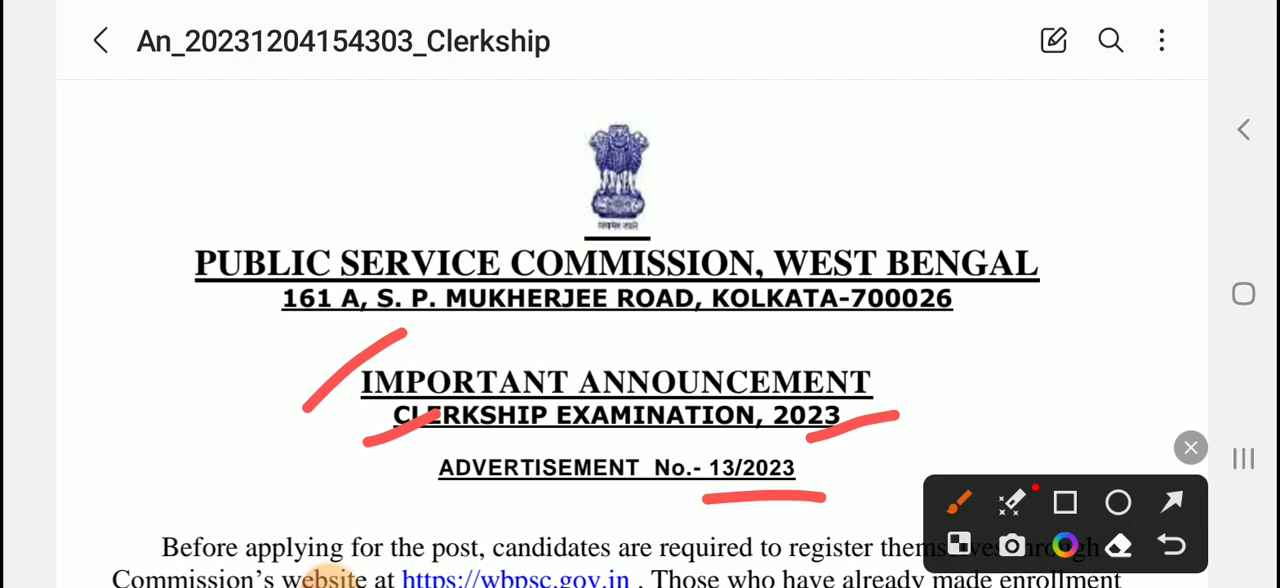 An_20231204154303_Clerkship
PUBLIC SERVICE COMMISSION, WEST BENGAL
161 A, S. P. MUKHERJEE ROAD, KOLKATA-700026
IMPORTANT ANNOUNCEMENT
CLERKSHIP EXAMINATION, 2023
ADVERTISEMENT No.- 13/2023
Before applying for the post, candidates are required to register themselves through
Commission's website at https://wbpsc.gov.in . Those who have already made enrollment